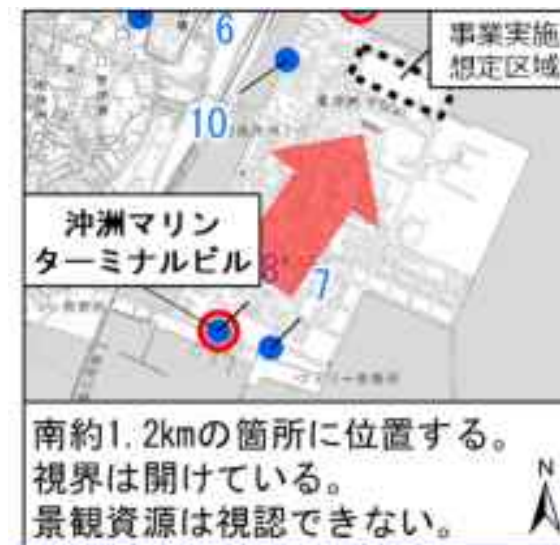 事業実施
想定区域
6
10
沖洲マリン
ターミナルビル
8
7
南約1.2kmの箇所に位置する。
視界は開けている。
景観資源は視認できない。
N